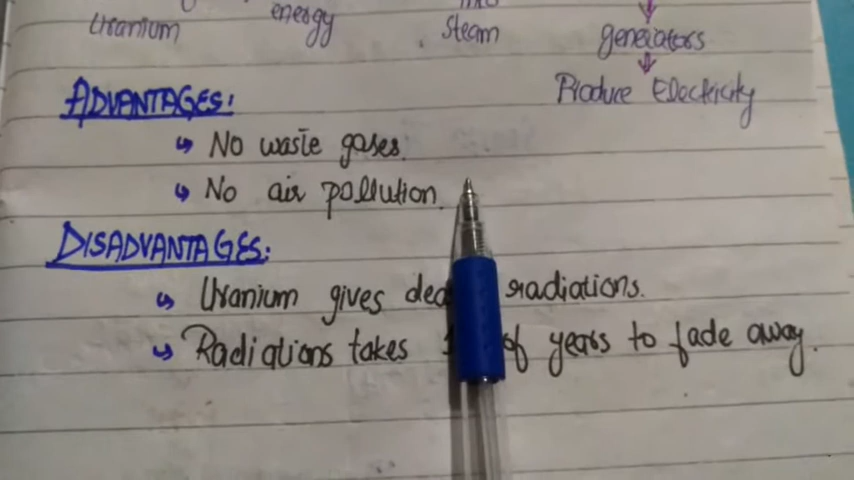 Uranium energy Steam generators
Produce Electricity
ADVANTAGES:
No waste gases.
No air pollution.
DISADVANTAGES:
Uranium gives radiations.
Radiations takes of years to fade away.